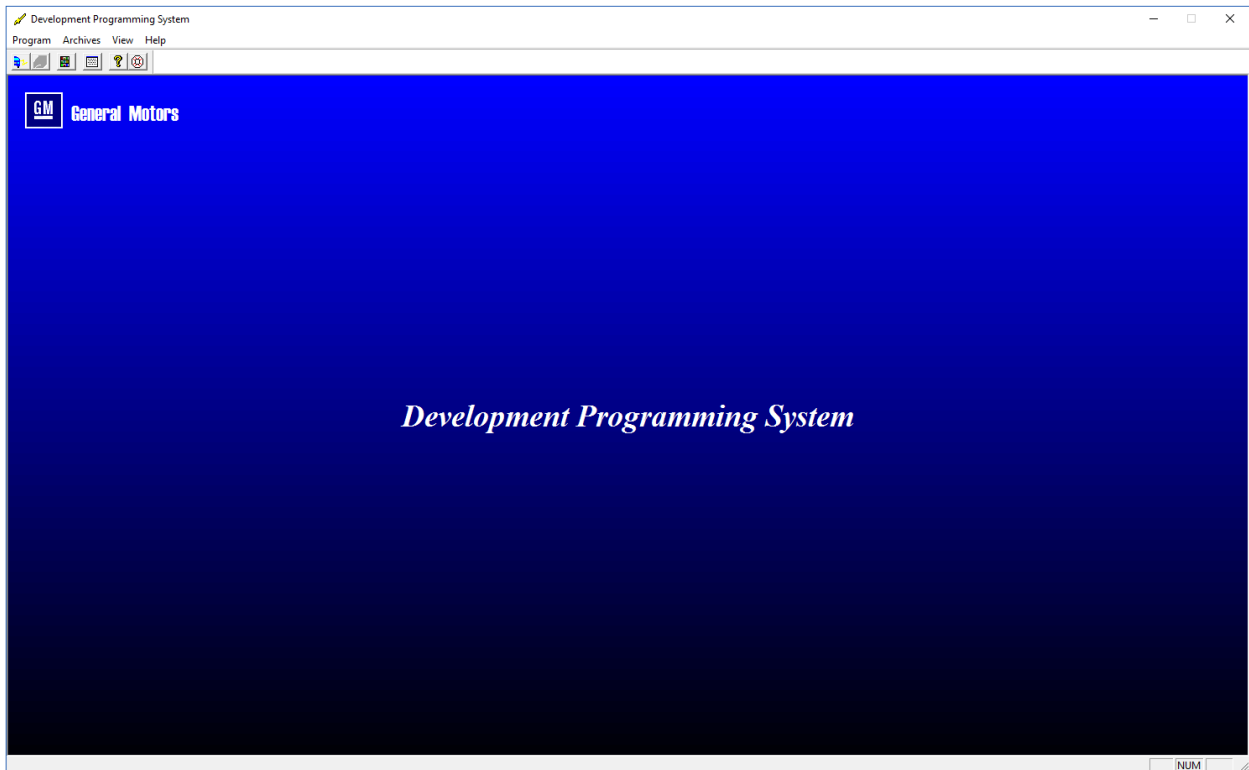 Development Programming System
Program Archives View Help
GM General Motors
Development Programming System
NUM